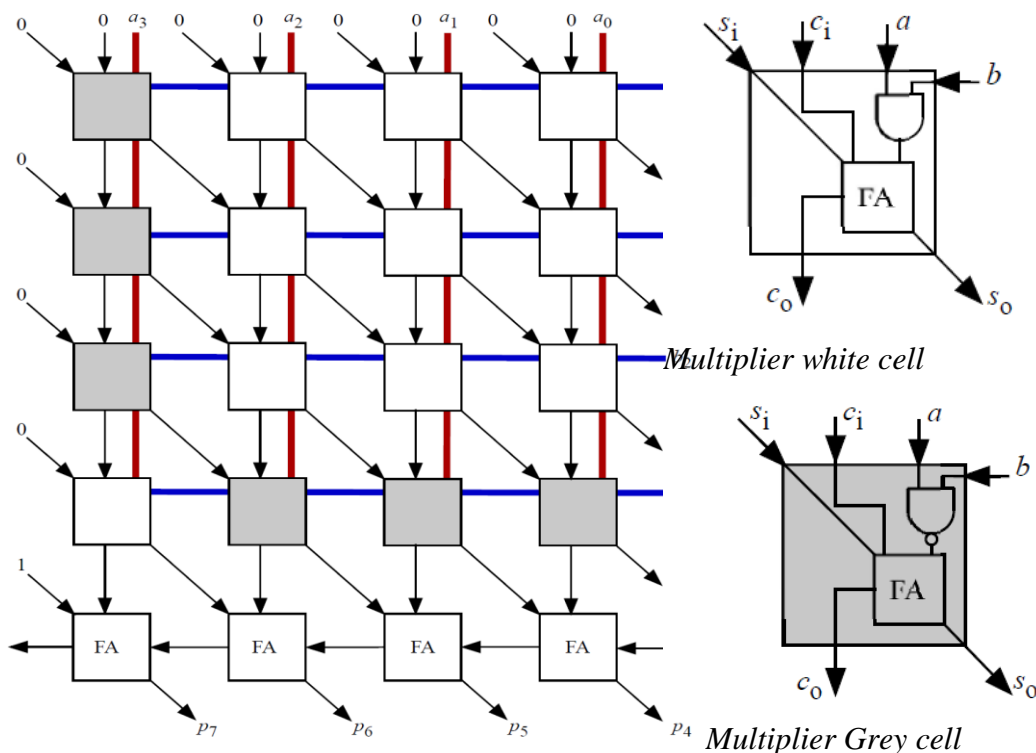 0 0 a3 0 0 a2 0 0 a1 0 0 a0
0
0
0
1
FA FA FA FA
p7 p6 p5 p4
si ci a
b
FA
co so
Multiplier white cell
si ci a
b
FA
co so
Multiplier Grey cell